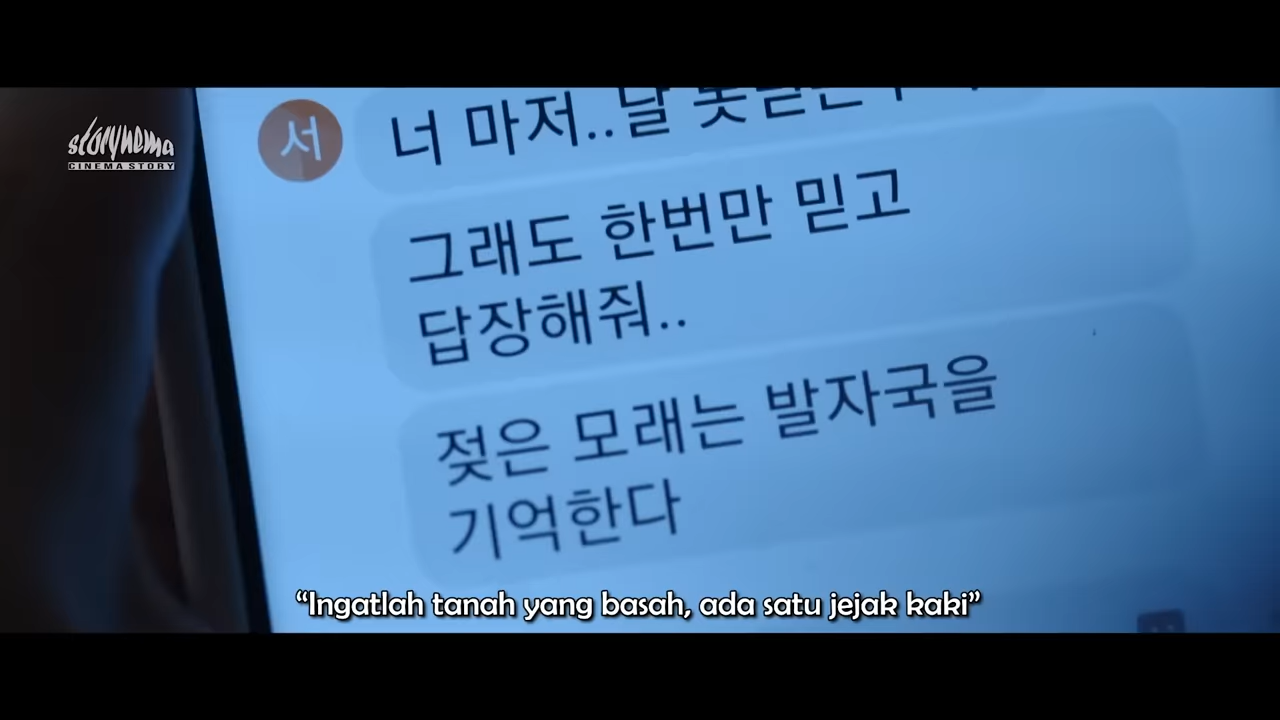 storynema
CINEMA STORY
서
너 마저..날
그래도 한번만 믿고
답장해줘..
젖은 모래는 발자국을
기억한다
“Ingatlah tanah yang basah, ada satu jejak kaki”